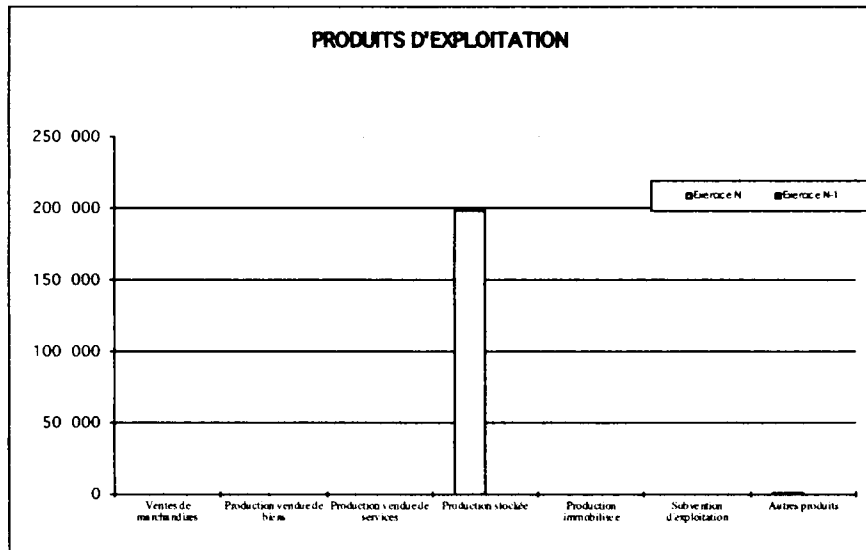 PRODUITS D'EXPLOITATION
250 000
200 000
150 000
100 000
50 000
0
Exercice N Exercice N-1
Ventes de marchandises
Production vendue de biens
Production vendue de services
Production stockée
Production immobilisée
Subvention d'exploitation
Autres produits